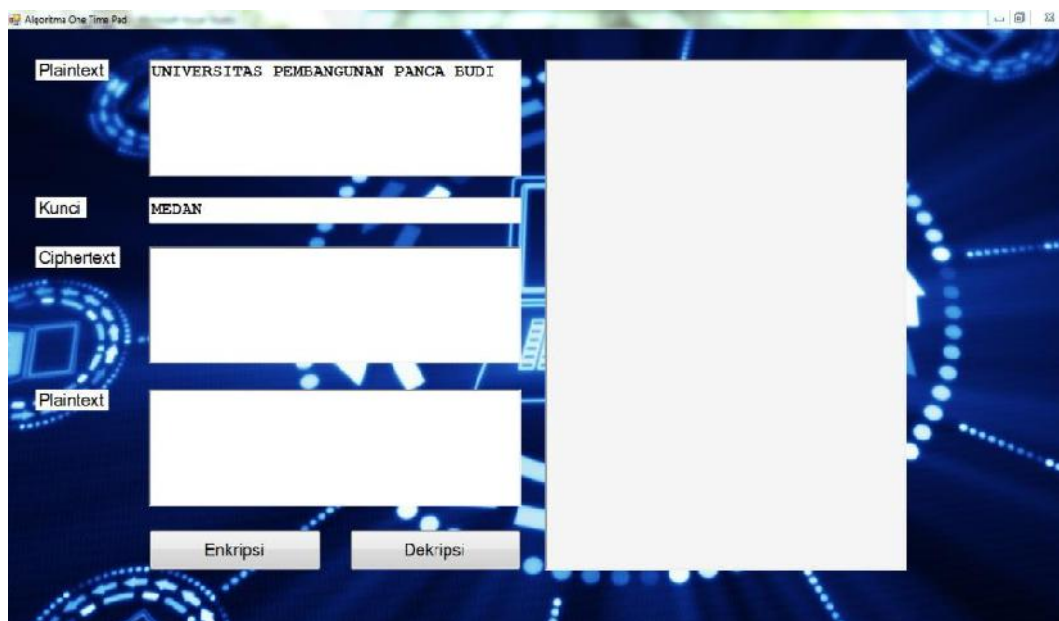 Algoritma One Time Pad
Plaintext
UNIVERSITAS PEMBANGUNAN PANCA BUDI
Kunci
MEDAN
Ciphertext
Plaintext
Enkripsi
Dekripsi